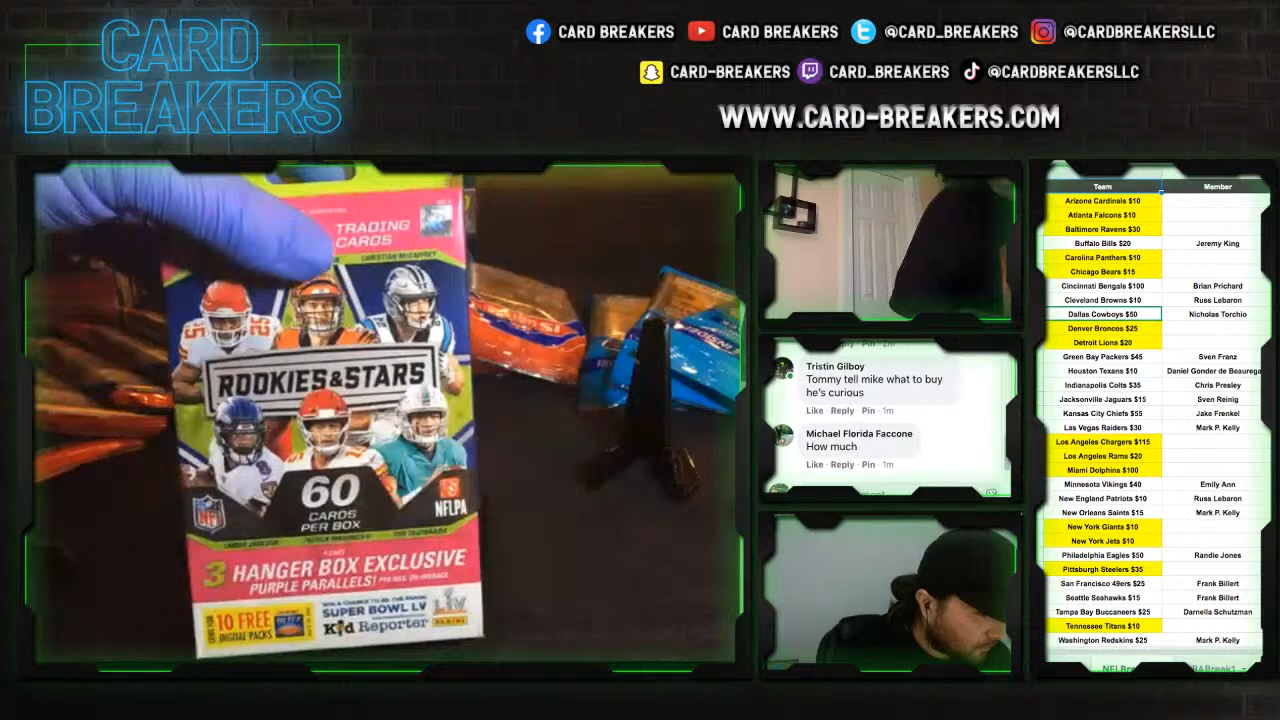 CARD
BREAKERS
CARD BREAKERS
CARD BREAKERS
@CARD_BREAKERS
@CARDBREAKERSLLC
CARD-BREAKERS
CARD_BREAKERS
@CARDBREAKERSLLC
WWW.CARD-BREAKERS.COM
TRADING
CARDS
CHRISTIAN MCCAFFREY
ROOKIES & STARS
60
CARDS
PER BOX
NFL
NFLPA
LAMAR JACKSON
3 HANGER BOX EXCLUSIVE
PURPLE PARALLELS!
10 FREE
DIGITAL PACKS
SUPER BOWL LV
Kid Reporter
LIV
PANINI
Reply · Pin · 2m
Tristin Gilboy
Tommy tell mike what to buy
he's curious
Like · Reply · Pin · 1m
Michael Florida Faccone
How much
Like · Reply · Pin · 1m
Team Member
Arizona Cardinals $10
Atlanta Falcons $10
Baltimore Ravens $30
Buffalo Bills $20 Jeremy King
Carolina Panthers $10
Chicago Bears $15
Cincinnati Bengals $100 Brian Prichard
Cleveland Browns $10 Russ Lebaron
Dallas Cowboys $50 Nicholas Torchio
Denver Broncos $25
Detroit Lions $20
Green Bay Packers $45 Sven Franz
Houston Texans $10 Daniel Gonder de Beaurega
Indianapolis Colts $35 Chris Presley
Jacksonville Jaguars $15 Sven Reinig
Kansas City Chiefs $55 Jake Frenkel
Las Vegas Raiders $30 Mark P. Kelly
Los Angeles Chargers $115
Los Angeles Rams $20
Miami Dolphins $100
Minnesota Vikings $40 Emily Ann
New England Patriots $10 Russ Lebaron
New Orleans Saints $15 Mark P. Kelly
New York Giants $10
New York Jets $10
Philadelphia Eagles $50 Randie Jones
Pittsburgh Steelers $35
San Francisco 49ers $25 Frank Billert
Seattle Seahawks $15 Frank Billert
Tampa Bay Buccaneers $25 Darnella Schutzman
Tennessee Titans $10
Washington Redskins $25 Mark P. Kelly